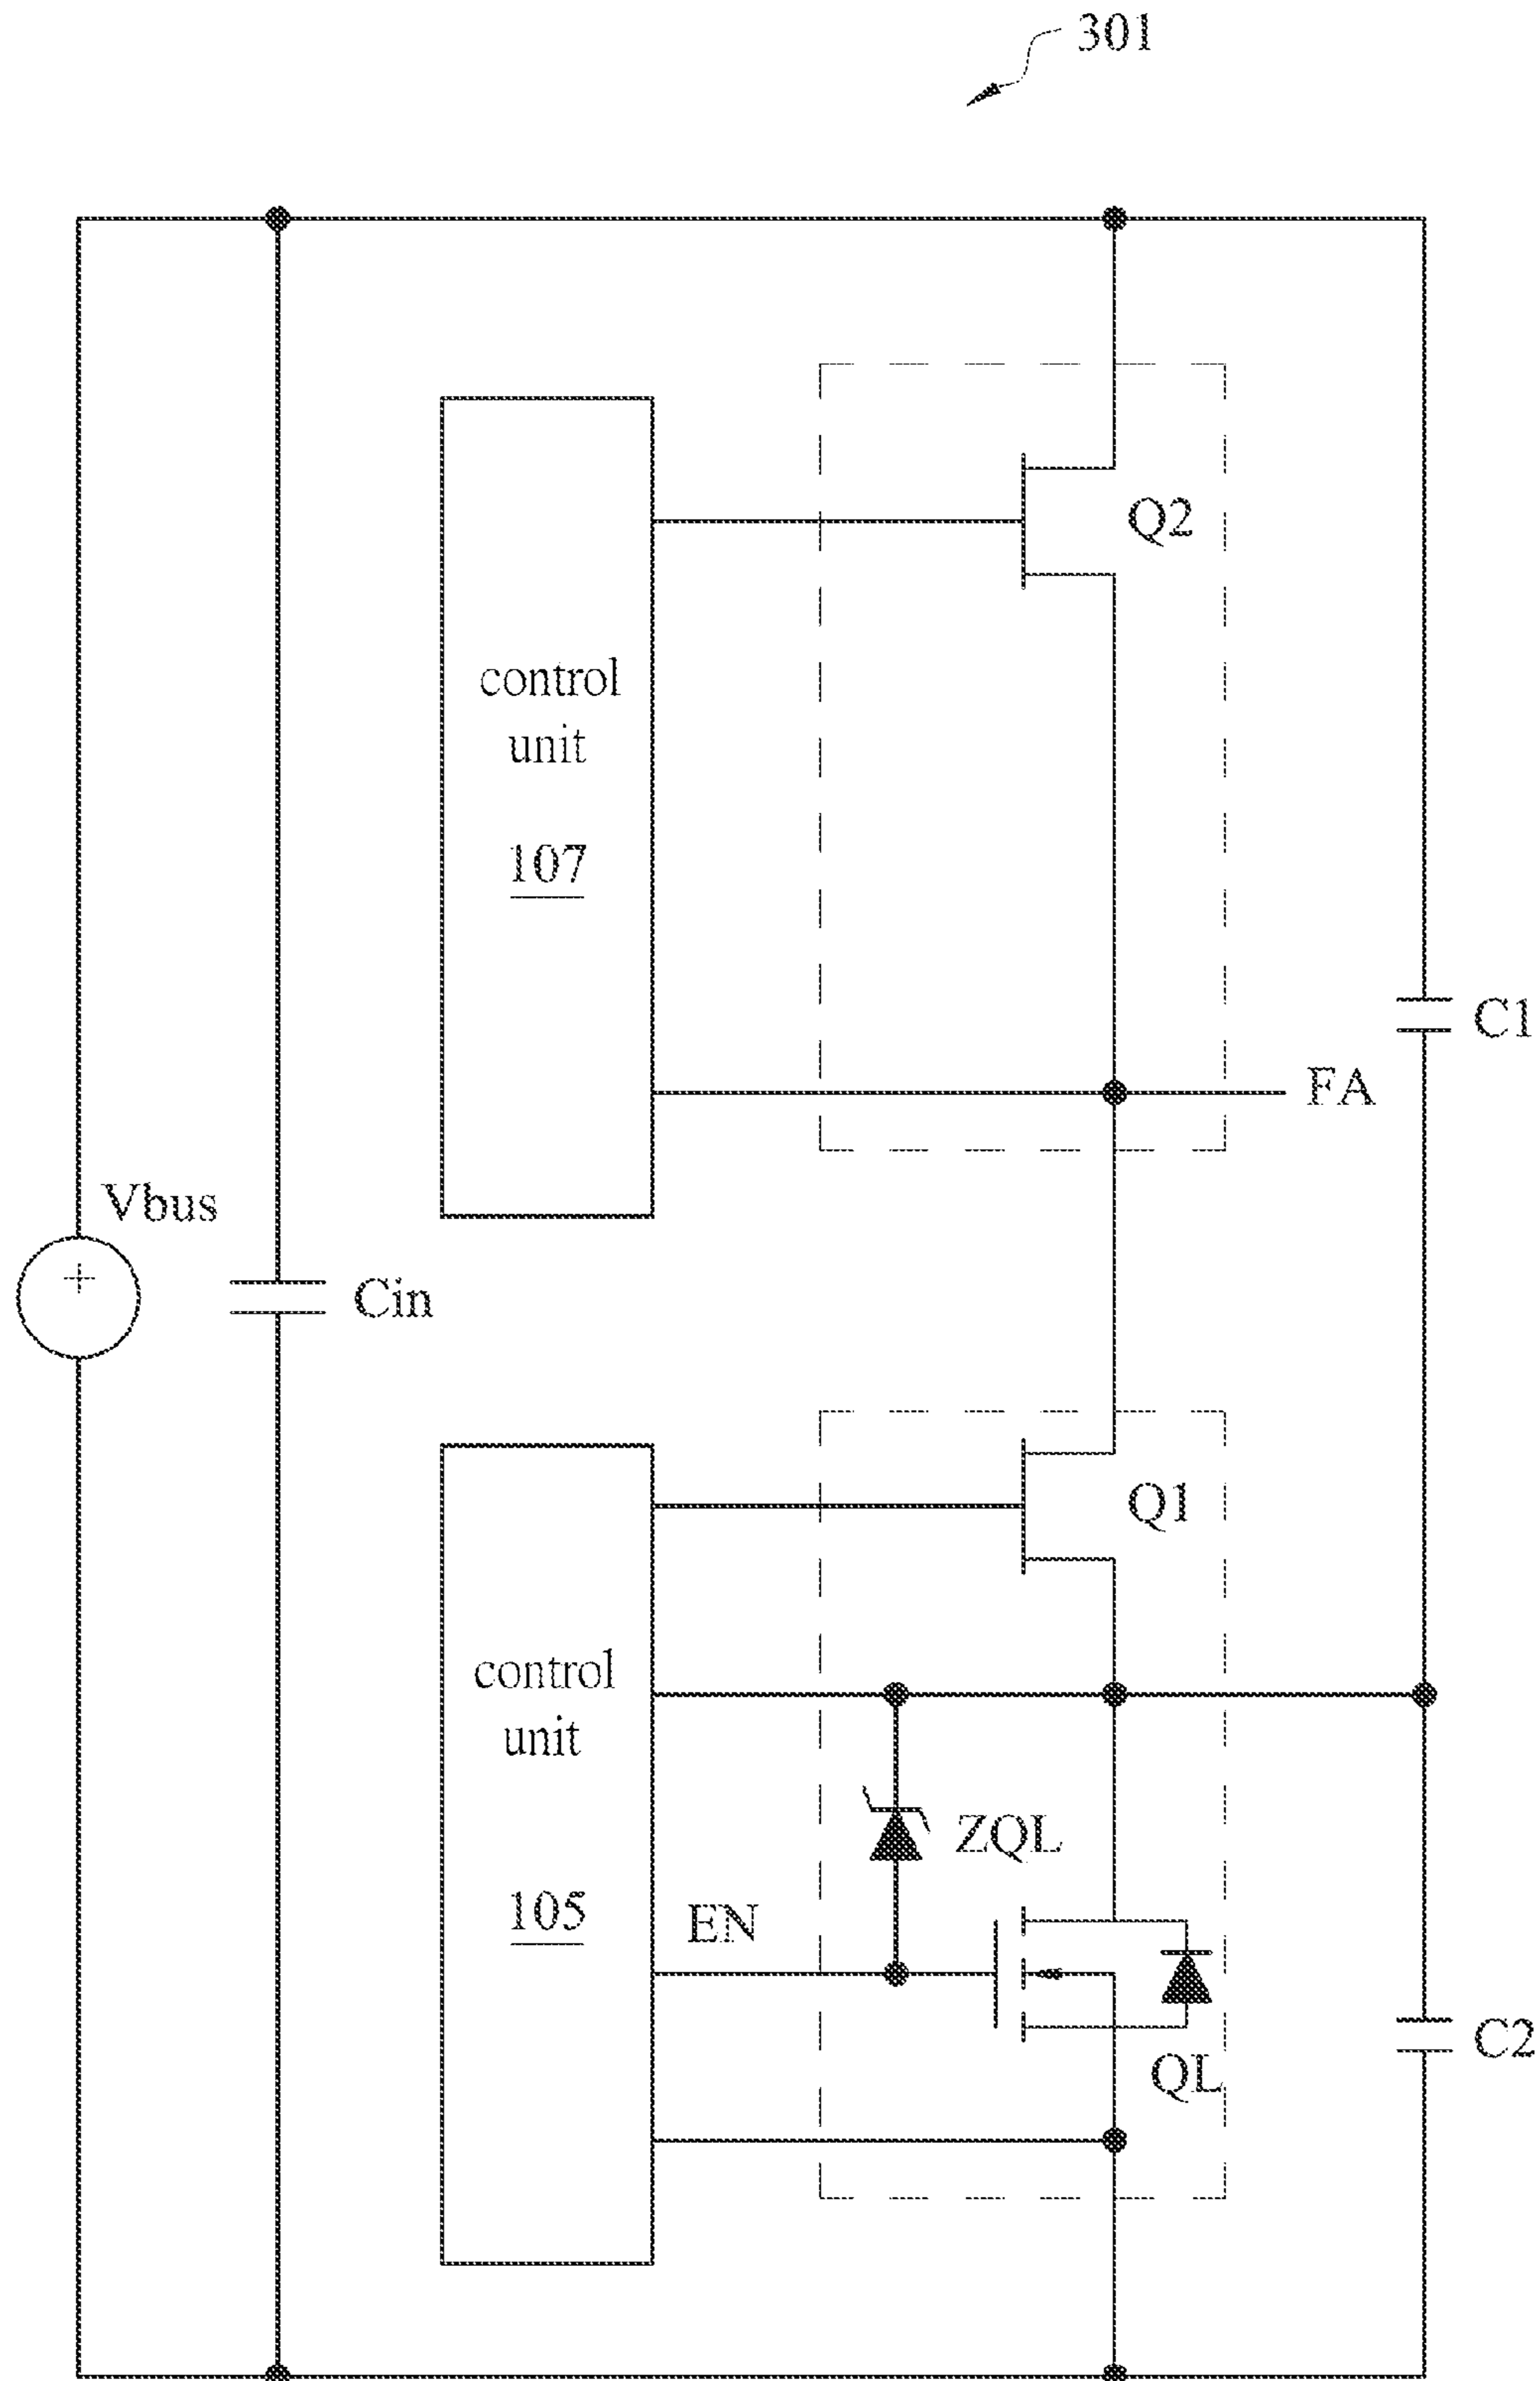 301
Q2
control
unit
107
C1
FA
Vbus
Cin
Q1
control
unit
ZQL
105
EN
C2
QL